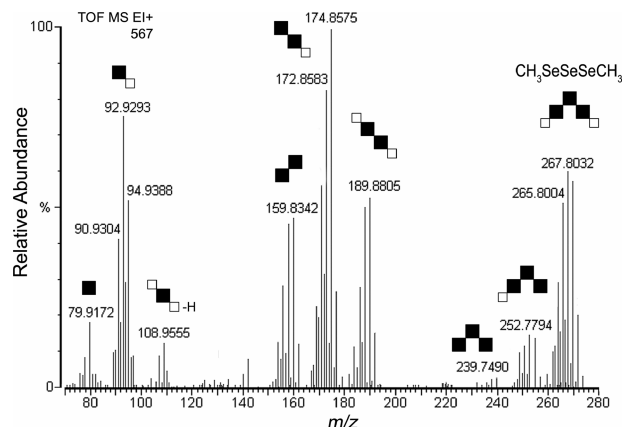 TOF MS EI+
567
100
174.8575
172.8583
CH₃SeSeSeCH₃
92.9293
267.8032
265.8004
94.9388
189.8805
159.8342
90.9304
Relative Abundance
%
79.9172
-H
108.9555
252.7794
239.7490
0
80 100 120 140 160 180 200 220 240 260 280
m/z